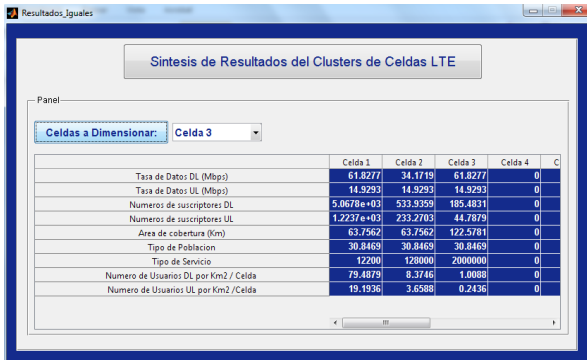 Resultados_Iguales
Sintesis de Resultados del Clusters de Celdas LTE
Panel
Celdas a Dimensionar: Celda 3
Celda 1 Celda 2 Celda 3 Celda 4 C
Tasa de Datos DL (Mbps) 61.8277 34.1719 61.8277 0
Tasa de Datos UL (Mbps) 14.9293 14.9293 14.9293 0
Numeros de suscriptores DL 5.0678e+03 533.9359 185.4831 0
Numeros de suscriptores UL 1.2237e+03 233.2703 44.7879 0
Area de cobertura (Km) 63.7562 63.7562 122.5781 0
Tipo de Poblacion 30.8469 30.8469 30.8469 0
Tipo de Servicio 12200 128000 2000000 0
Numero de Usuarios DL por Km2 / Celda 79.4879 8.3746 1.0088 0
Numero de Usuarios UL por Km2 /Celda 19.1936 3.6588 0.2436 0